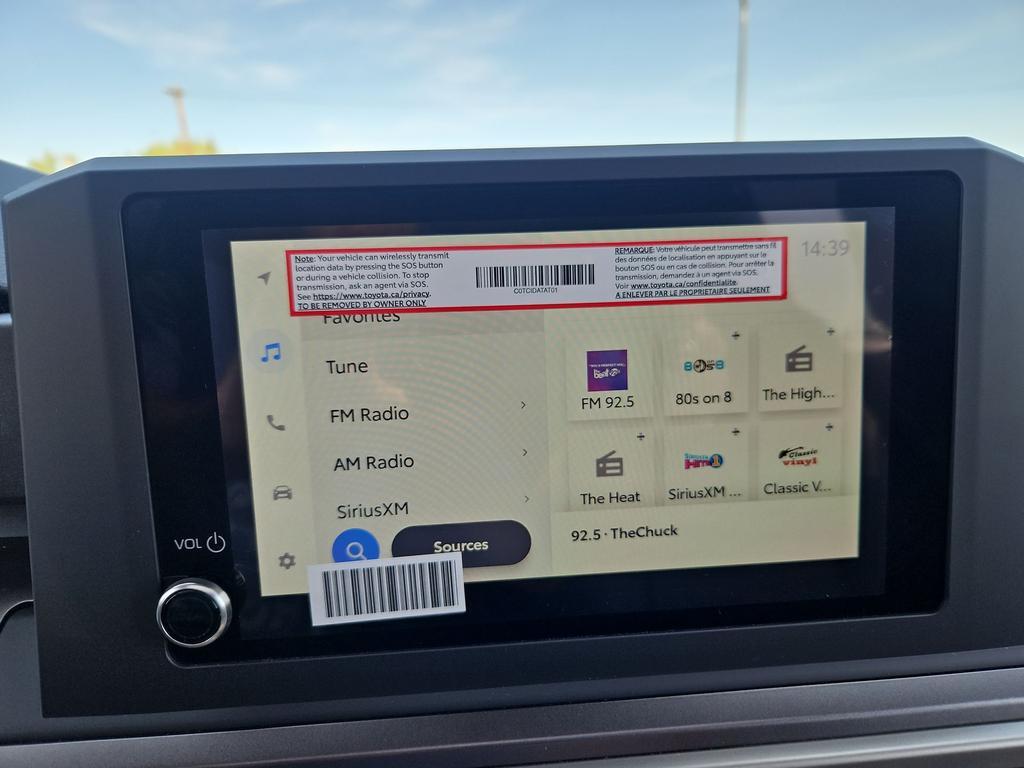 Note: Your vehicle can wirelessly transmit
location data by pressing the SOS button
or during a vehicle collision. To stop
transmission, ask an agent via SOS.
See https://www.toyota.ca/privacy.
TO BE REMOVED BY OWNER ONLY
C0TCIDATAT01
REMARQUE: Votre véhicule peut transmettre sans fil
des données de localisation en appuyant sur le
bouton SOS ou en cas de collision. Pour arrêter la
transmission, demandez à un agent via SOS.
Voir www.toyota.ca/confidentialite.
A ENLEVER PAR LE PROPRIETAIRE SEULEMENT
14:39
Favorites
Tune
FM Radio
AM Radio
SiriusXM
Sources
FM 92.5
80s on 8
The High...
The Heat
SiriusXM ...
Classic vinyl
Classic V...
92.5 · TheChuck
VOL